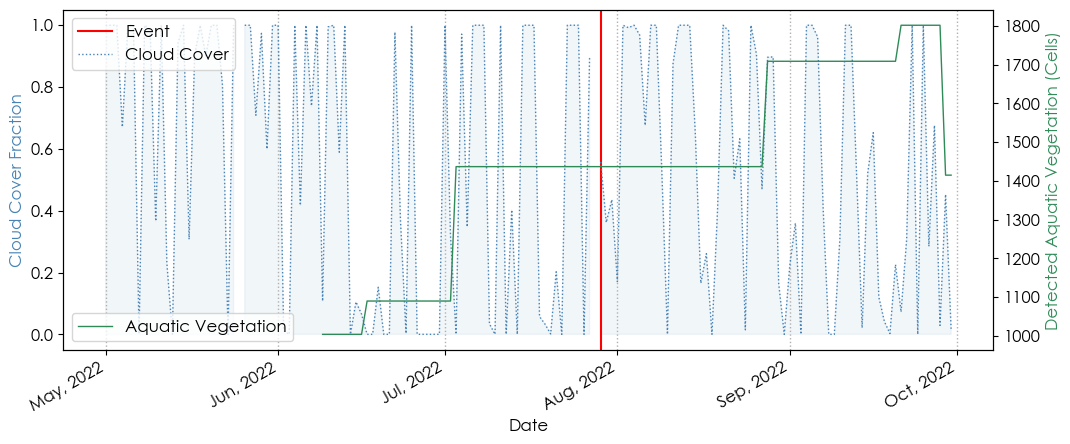 Event
Cloud Cover
Aquatic Vegetation
Cloud Cover Fraction
1.0
0.8
0.6
0.4
0.2
0.0
Detected Aquatic Vegetation (Cells)
1800
1700
1600
1500
1400
1300
1200
1100
1000
May, 2022
Jun, 2022
Jul, 2022
Aug, 2022
Sep, 2022
Oct, 2022
Date